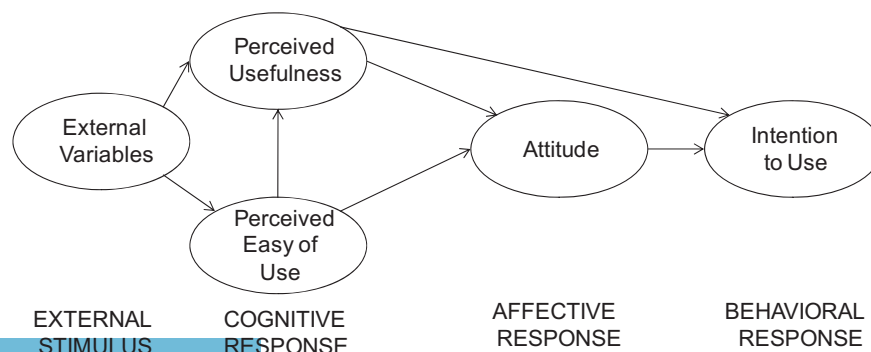 Perceived
Usefulness
External
Variables
Attitude
Intention
to Use
Perceived
Easy of
Use
EXTERNAL
STIMULUS
COGNITIVE
RESPONSE
AFFECTIVE
RESPONSE
BEHAVIORAL
RESPONSE